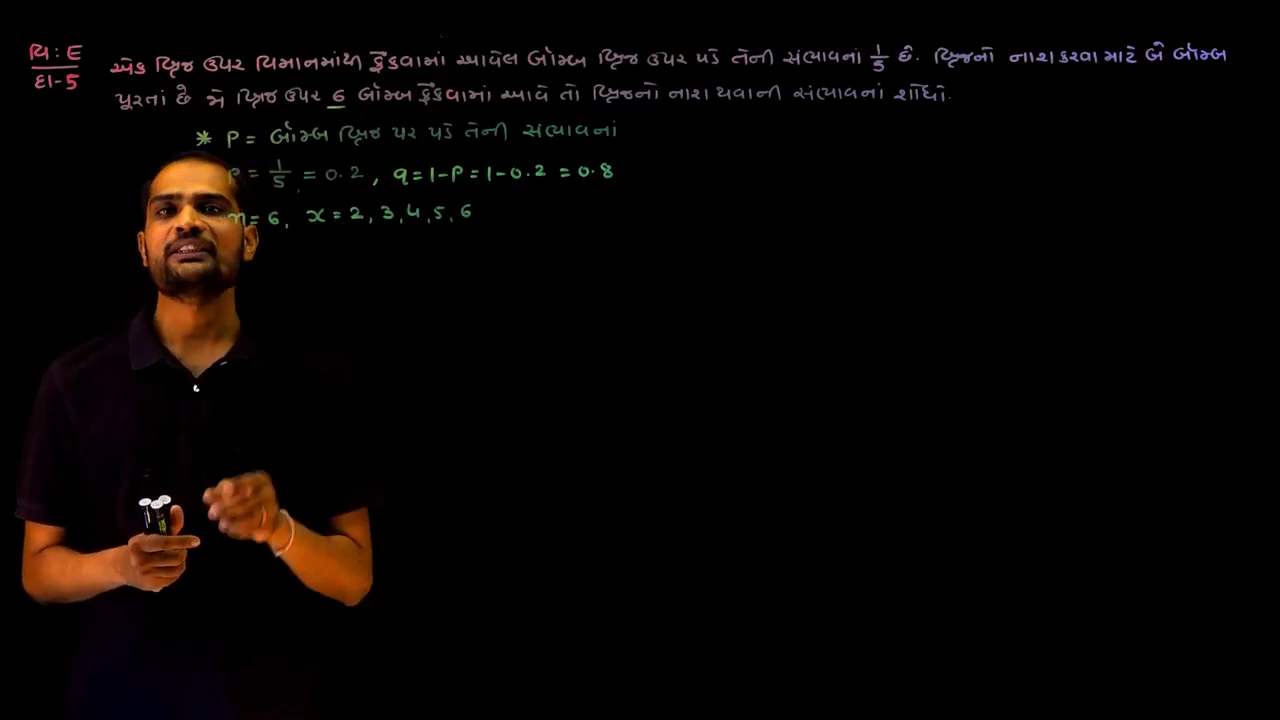 વિ : E
દા-5
એક બ્રિજ ઉપર વિમાનમાંથી ફેંકવામાં આવેલ બોમ્બ બ્રિજ ઉપર પડે તેની સંભાવનાં 1/5 છે. બ્રિજનો નાશ કરવા માટે બે બોમ્બ
પૂરતાં છે જો બ્રિજ ઉપર 6 બોમ્બ ફેંકવામાં આવે તો બ્રિજનો નાશ થવાની સંભાવનાં શોધો.
* P = બોમ્બ બ્રિજ પર પડે તેની સંભાવનાં
P = 1/5 = 0.2 , q = 1-P = 1-0.2 = 0.8
n = 6, x = 2, 3, 4, 5, 6